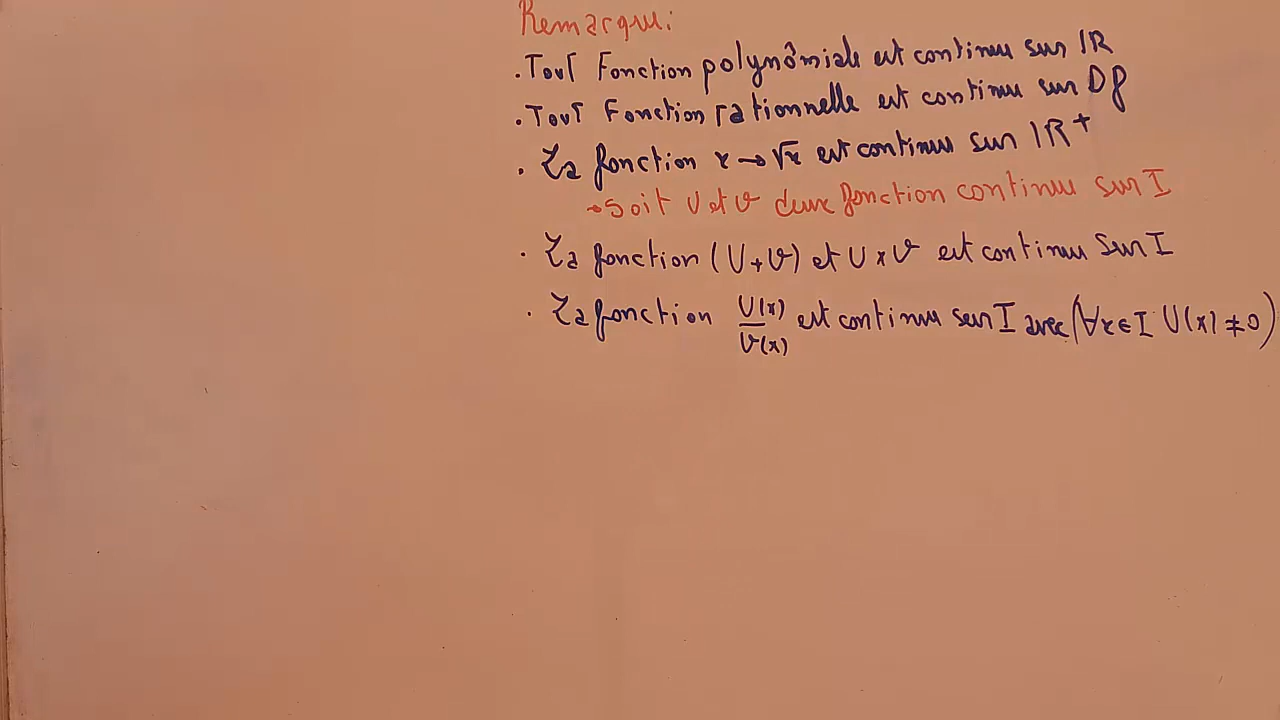 Remarque:
. Tout Fonction polynômiale est continue sur IR
. Tout Fonction rationnelle est continue sur Df
. La fonction x → √x est continue sur IR⁺
→ Soit U et V deux fonction continue sur I
. La fonction (U+V) et U x V est continue Sur I
. La fonction U(x)/V(x) est continue sur I avec (∀x ∈ I U(x) ≠ 0)